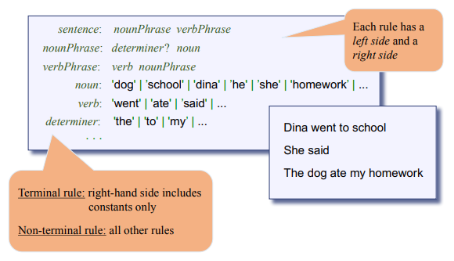 sentence: nounPhrase verbPhrase
nounPhrase: determiner? noun
verbPhrase: verb nounPhrase
noun: 'dog' | 'school' | 'dina' | 'he' | 'she' | 'homework' | ...
verb: 'went' | 'ate' | 'said' | ...
determiner: 'the' | 'to' | 'my' | ...
. . .
Each rule has a
left side and a
right side
Dina went to school
She said
The dog ate my homework
Terminal rule: right-hand side includes
constants only
Non-terminal rule: all other rules